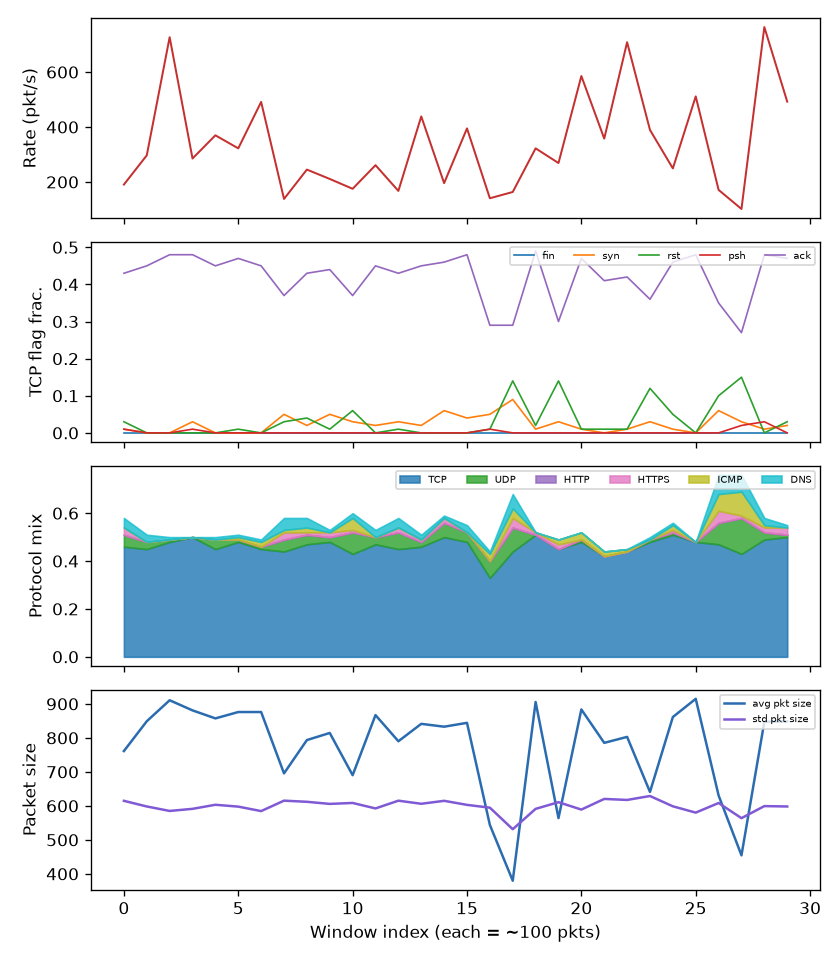 Rate (pkt/s)
600
400
200
TCP flag frac.
fin syn rst psh ack
0.5
0.4
0.3
0.2
0.1
0.0
Protocol mix
TCP UDP HTTP HTTPS ICMP DNS
0.6
0.4
0.2
0.0
Packet size
avg pkt size
std pkt size
900
800
700
600
500
400
0 5 10 15 20 25 30
Window index (each = ~100 pkts)